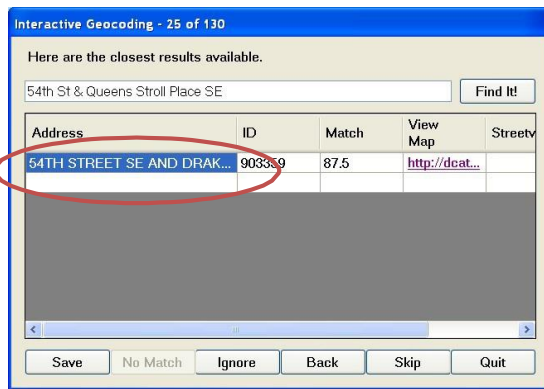 Interactive Geocoding - 25 of 130
Here are the closest results available.
54th St & Queens Stroll Place SE Find It!
Address ID Match View Map Streetv
54TH STREET SE AND DRAK... 903359 87.5 http://dcat...
Save No Match Ignore Back Skip Quit